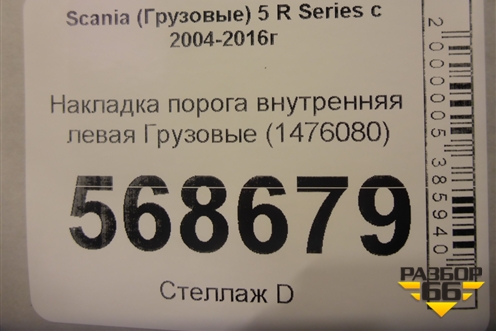 Scania (Грузовые) 5 R Series с
2004-2016г
Накладка порога внутренняя
левая Грузовые (1476080)
568679
Стеллаж D
2000005385940
РАЗБОР
66